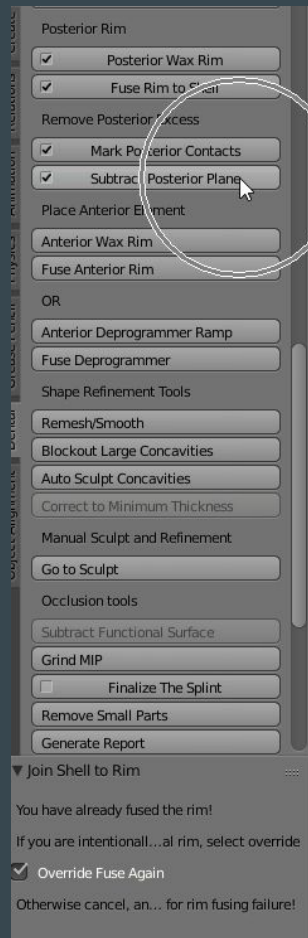 Posterior Rim
Posterior Wax Rim
Fuse Rim to Shell
Remove Posterior Excess
Mark Posterior Contacts
Subtract Posterior Plane
Place Anterior Element
Anterior Wax Rim
Fuse Anterior Rim
OR
Anterior Deprogrammer Ramp
Fuse Deprogrammer
Shape Refinement Tools
Remesh/Smooth
Blockout Large Concavities
Auto Sculpt Concavities
Correct to Minimum Thickness
Manual Sculpt and Refinement
Go to Sculpt
Occlusion tools
Subtract Functional Surface
Grind MIP
Finalize The Splint
Remove Small Parts
Generate Report
Join Shell to Rim
You have already fused the rim!
If you are intentionall...al rim, select override
Override Fuse Again
Otherwise cancel, an... for rim fusing failure!